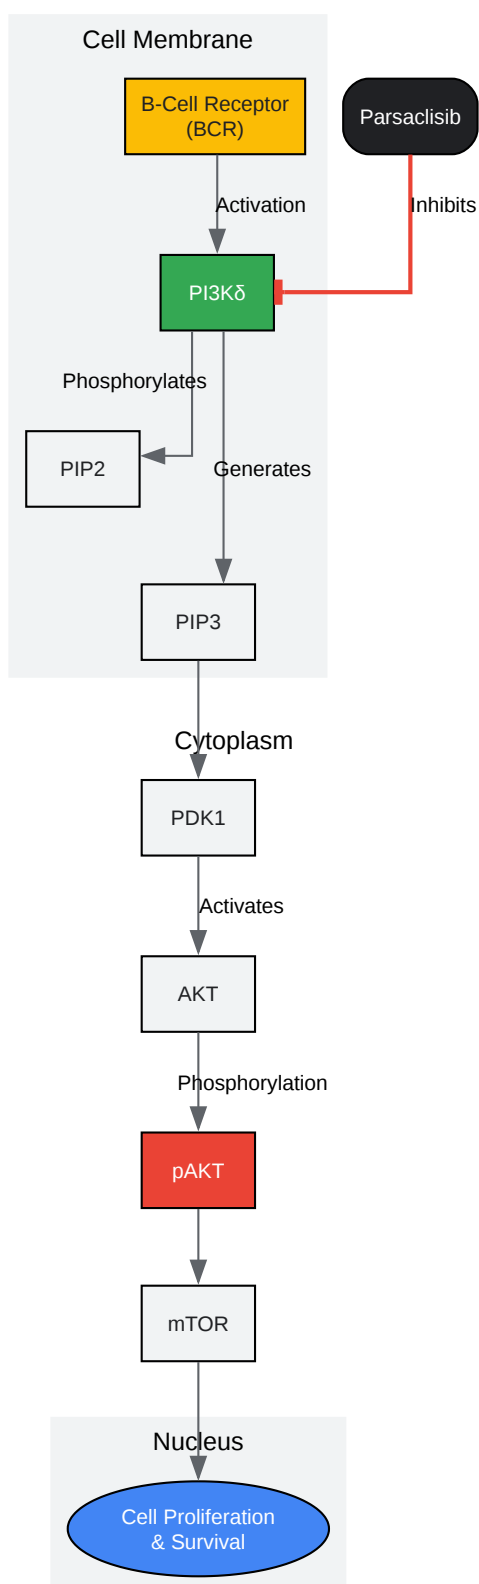 Cell Membrane
B-Cell Receptor
(BCR)
Parsaclisib
Activation
Inhibits
PI3Kδ
Phosphorylates
PIP2
Generates
PIP3
Cytoplasm
PDK1
Activates
AKT
Phosphorylation
pAKT
mTOR
Nucleus
Cell Proliferation
& Survival